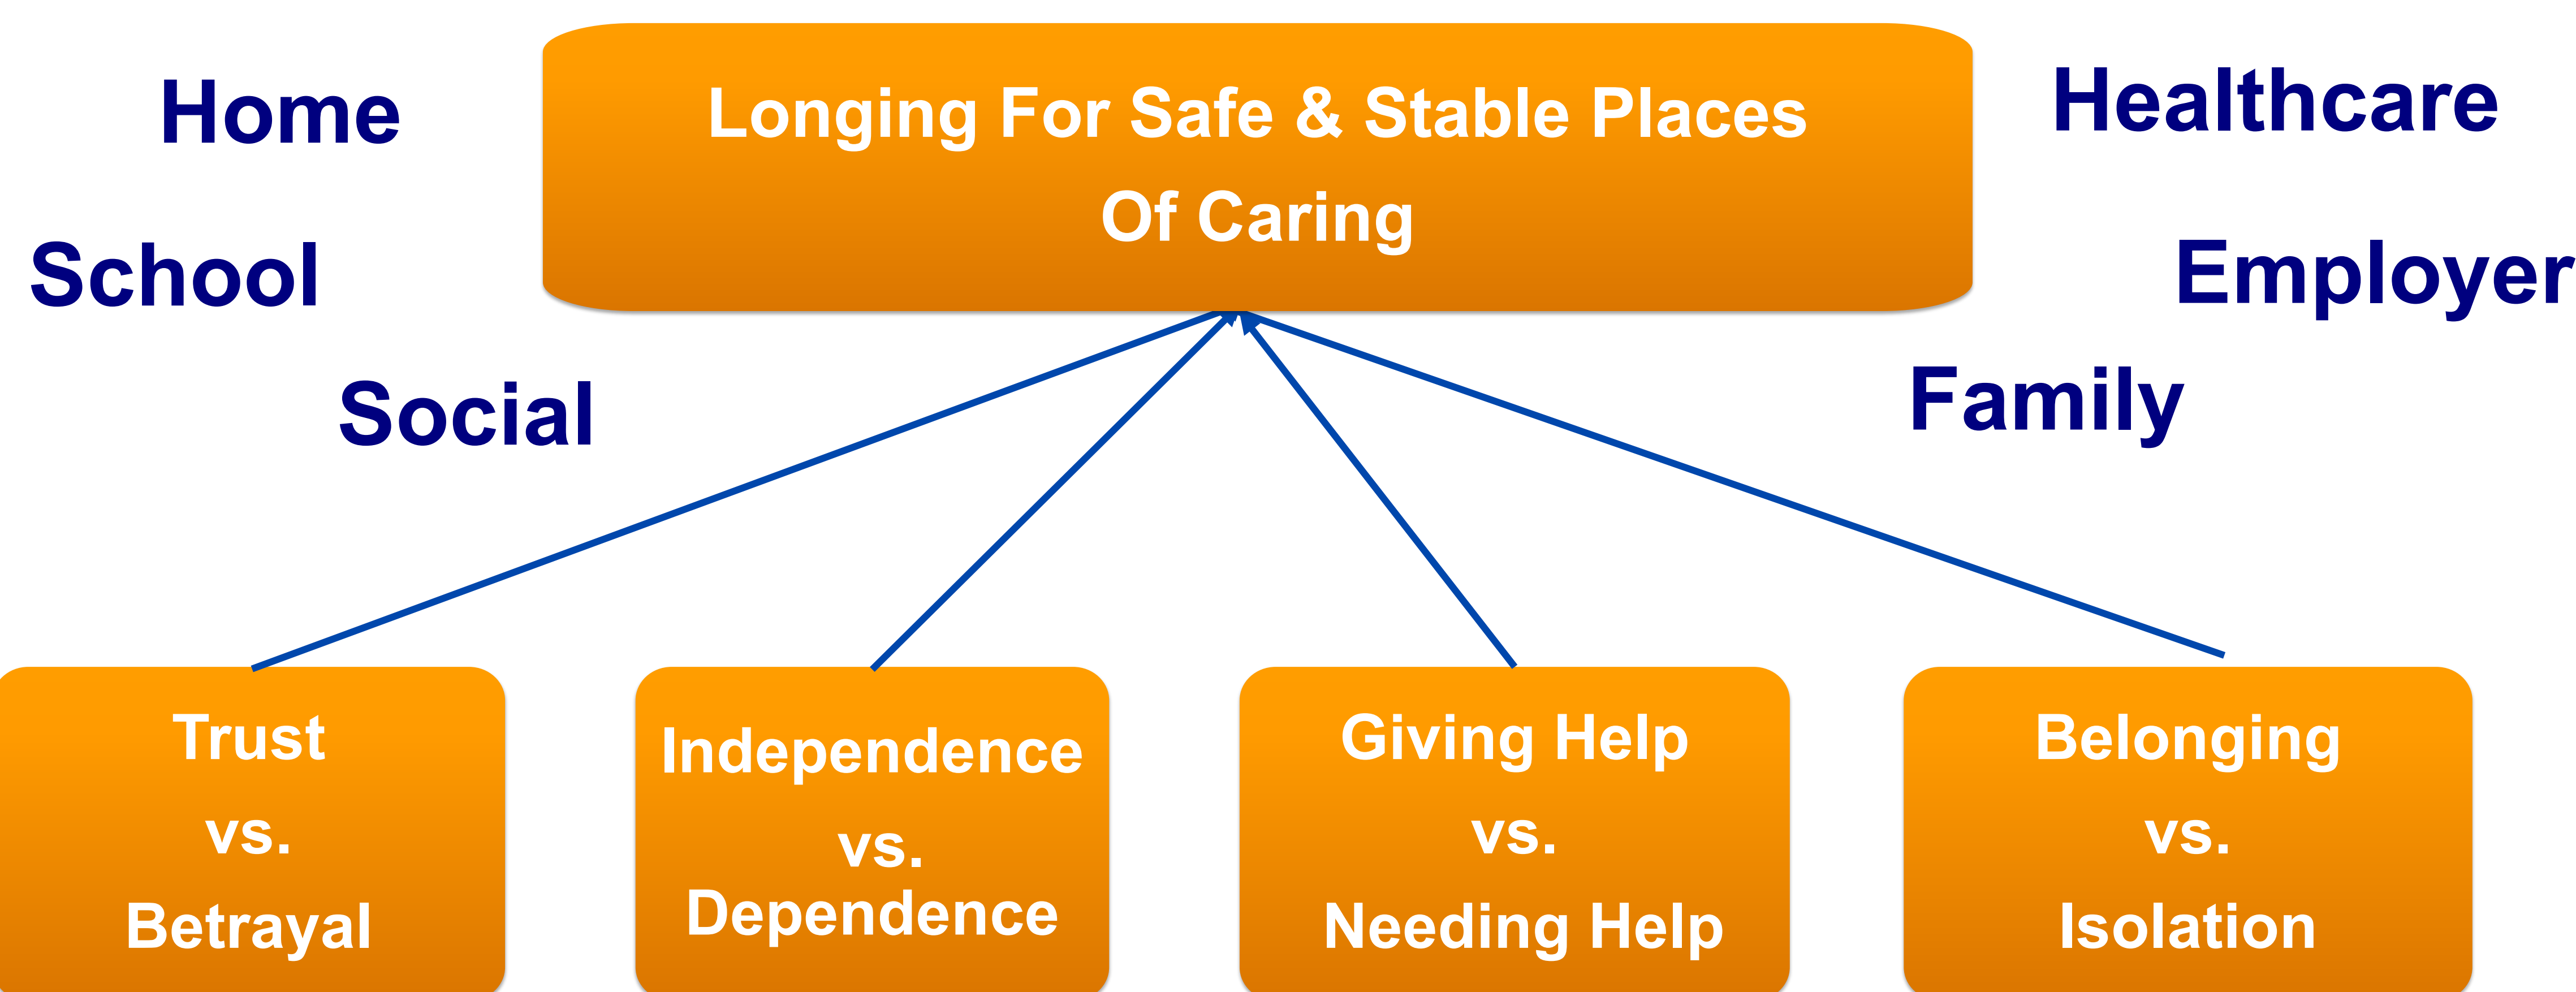 Home
Longing For Safe & Stable Places
Of Caring
Healthcare
School
Employer
Social
Family
Trust
vs.
Betrayal
Independence
vs.
Dependence
Giving Help
vs.
Needing Help
Belonging
vs.
Isolation